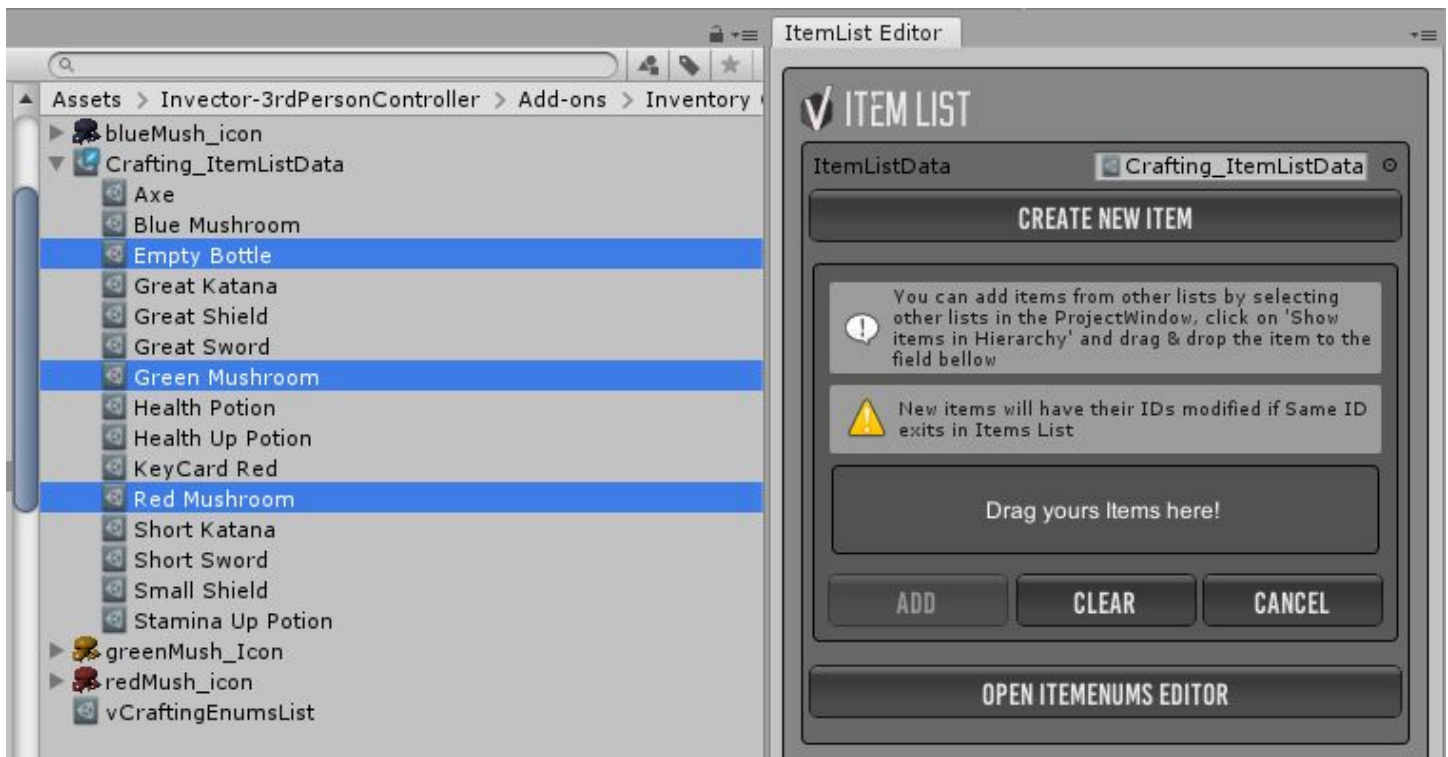 Assets > Invector-3rdPersonController > Add-ons > Inventory
blueMush_icon
Crafting_ItemListData
Axe
Blue Mushroom
Empty Bottle
Great Katana
Great Shield
Great Sword
Green Mushroom
Health Potion
Health Up Potion
KeyCard Red
Red Mushroom
Short Katana
Short Sword
Small Shield
Stamina Up Potion
greenMush_Icon
redMush_icon
vCraftingEnumsList
ItemList Editor
ITEM LIST
ItemListData Crafting_ItemListData
CREATE NEW ITEM
You can add items from other lists by selecting
other lists in the ProjectWindow, click on 'Show
items in Hierarchy' and drag & drop the item to the
field bellow
New items will have their IDs modified if Same ID
exits in Items List
Drag yours Items here!
ADD CLEAR CANCEL
OPEN ITEMENUMS EDITOR